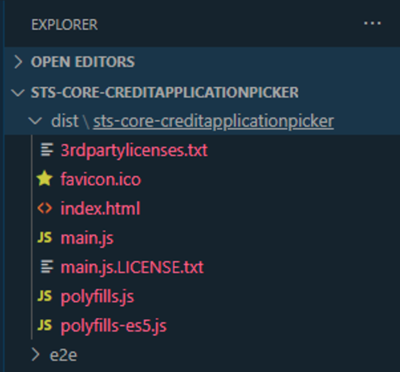 EXPLORER
OPEN EDITORS
STS-CORE-CREDITAPPLICATIONPICKER
dist \ sts-core-creditapplicationpicker
3rdpartylicenses.txt
favicon.ico
<> index.html
JS main.js
main.js.LICENSE.txt
JS polyfills.js
JS polyfills-es5.js
e2e